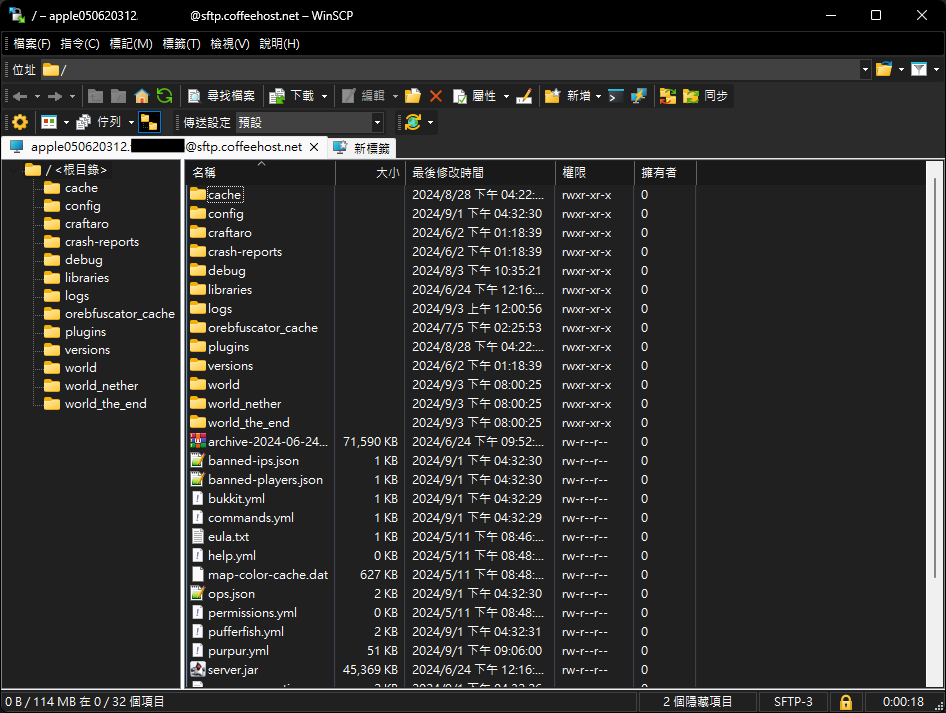 / – apple050620312. @sftp.coffeehost.net – WinSCP
檔案(F) 指令(C) 標記(M) 標籤(T) 檢視(V) 說明(H)
位址 /
尋找檔案 下載 編輯 屬性 新增 同步
佇列 傳送設定 預設
apple050620312. @sftp.coffeehost.net × 新標籤
/ <根目錄>
cache
config
craftaro
crash-reports
debug
libraries
logs
orebfuscator_cache
plugins
versions
world
world_nether
world_the_end
名稱 大小 最後修改時間 權限 擁有者
cache 2024/8/28 下午 04:22:... rwxr-xr-x 0
config 2024/9/1 下午 04:32:30 rwxr-xr-x 0
craftaro 2024/6/2 下午 01:18:39 rwxr-xr-x 0
crash-reports 2024/6/2 下午 01:18:39 rwxr-xr-x 0
debug 2024/8/3 下午 10:35:21 rwxr-xr-x 0
libraries 2024/6/24 下午 12:16:... rwxr-xr-x 0
logs 2024/9/3 上午 12:00:56 rwxr-xr-x 0
orebfuscator_cache 2024/7/5 下午 02:25:53 rwxr-xr-x 0
plugins 2024/8/28 下午 04:22:... rwxr-xr-x 0
versions 2024/6/2 下午 01:18:39 rwxr-xr-x 0
world 2024/9/3 下午 08:00:25 rwxr-xr-x 0
world_nether 2024/9/3 下午 08:00:25 rwxr-xr-x 0
world_the_end 2024/9/3 下午 08:00:25 rwxr-xr-x 0
archive-2024-06-24... 71,590 KB 2024/6/24 下午 09:52:... rw-r--r-- 0
banned-ips.json 1 KB 2024/9/1 下午 04:32:30 rw-r--r-- 0
banned-players.json 1 KB 2024/9/1 下午 04:32:30 rw-r--r-- 0
bukkit.yml 1 KB 2024/9/1 下午 04:32:29 rw-r--r-- 0
commands.yml 1 KB 2024/9/1 下午 04:32:29 rw-r--r-- 0
eula.txt 1 KB 2024/5/11 下午 08:46:... rw-r--r-- 0
help.yml 0 KB 2024/5/11 下午 08:48:... rw-r--r-- 0
map-color-cache.dat 627 KB 2024/5/11 下午 08:48:... rw-r--r-- 0
ops.json 2 KB 2024/9/1 下午 04:32:30 rw-r--r-- 0
permissions.yml 0 KB 2024/5/11 下午 08:48:... rw-r--r-- 0
pufferfish.yml 2 KB 2024/9/1 下午 04:32:31 rw-r--r-- 0
purpur.yml 51 KB 2024/9/1 下午 09:06:00 rw-r--r-- 0
server.jar 45,369 KB 2024/6/24 下午 12:16:... rw-r--r-- 0
0 B / 114 MB 在 0 / 32 個項目 2 個隱藏項目 SFTP-3 0:00:18